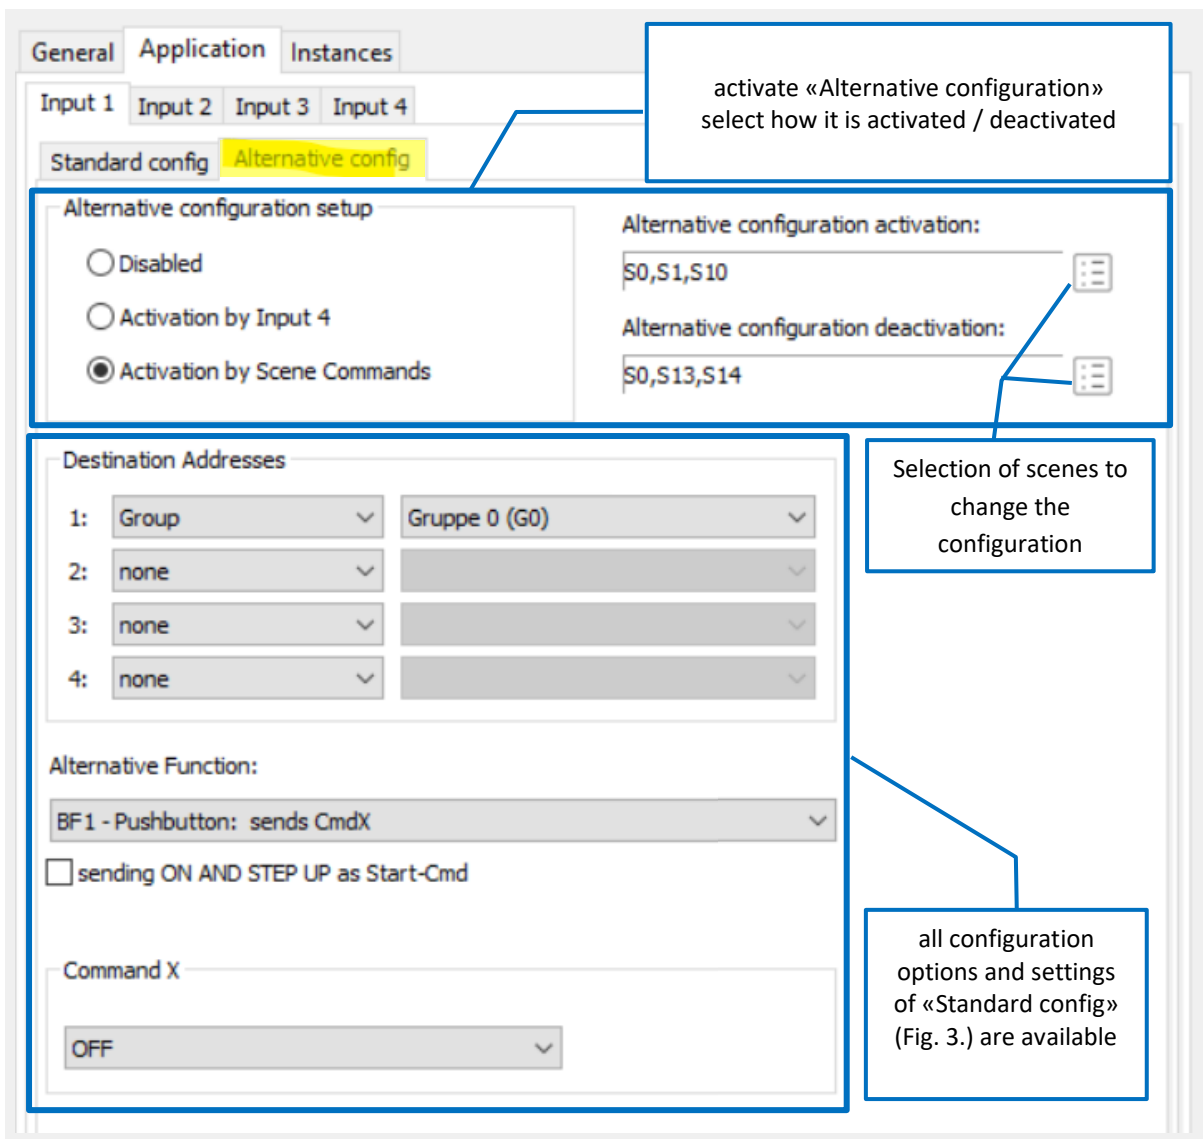 General Application Instances
Input 1 Input 2 Input 3 Input 4
Standard config Alternative config
activate «Alternative configuration»
select how it is activated / deactivated
Alternative configuration setup
Disabled
Activation by Input 4
Activation by Scene Commands
Alternative configuration activation:
S0,S1,S10
Alternative configuration deactivation:
S0,S13,S14
Selection of scenes to
change the
configuration
Destination Addresses
1: Group Gruppe 0 (G0)
2: none
3: none
4: none
Alternative Function:
BF1 - Pushbutton: sends CmdX
sending ON AND STEP UP as Start-Cmd
Command X
OFF
all configuration
options and settings
of «Standard config»
(Fig. 3.) are available